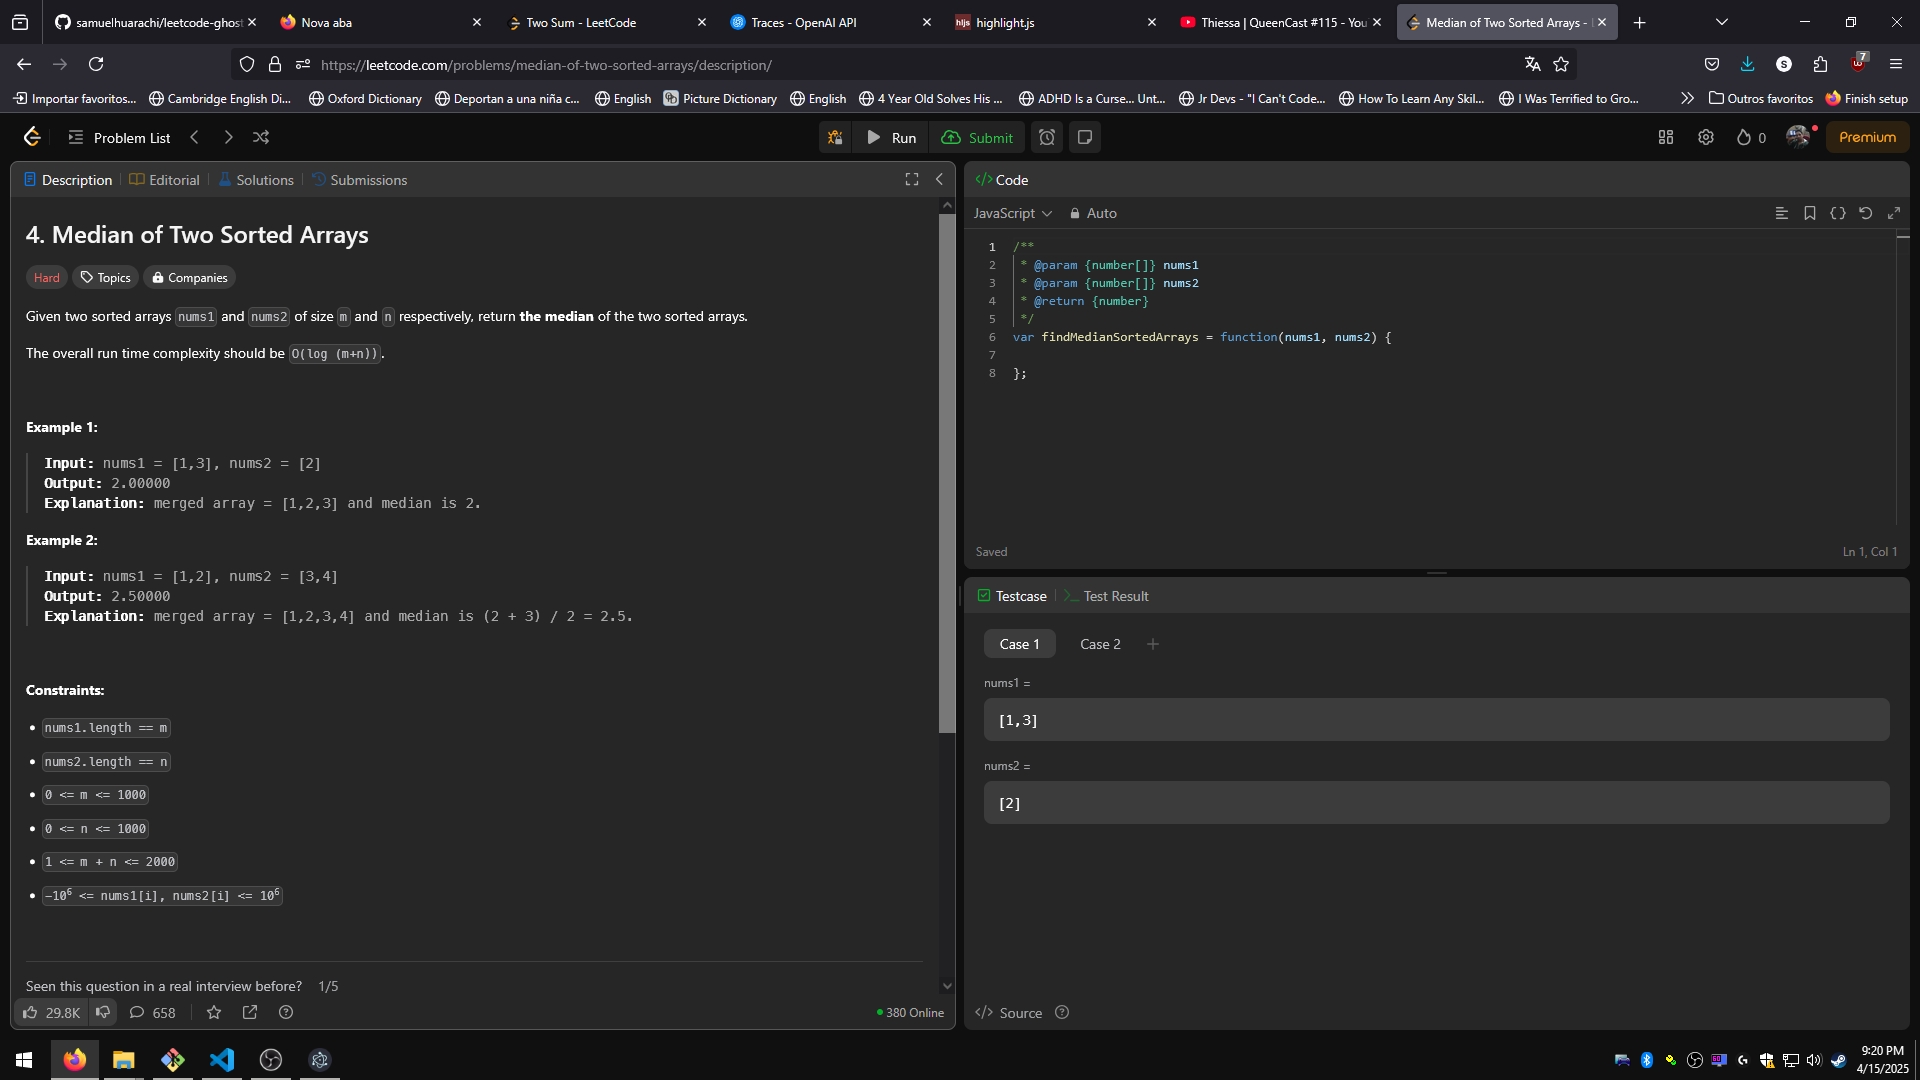 samuelhuarachi/leetcode-ghost
Nova aba
Two Sum - LeetCode
Traces - OpenAI API
highlight.js
Thiessa | QueenCast #115 - You
Median of Two Sorted Arrays -
https://leetcode.com/problems/median-of-two-sorted-arrays/description/
S
7
Importar favoritos...
Cambridge English Di...
Oxford Dictionary
Deportan a una niña c...
English
Picture Dictionary
English
4 Year Old Solves His ...
ADHD Is a Curse... Unt...
Jr Devs - "I Can't Code...
How To Learn Any Skil...
I Was Terrified to Gro...
Outros favoritos
Finish setup
Problem List
Run
Submit
0
Premium
Description
Editorial
Solutions
Submissions
4. Median of Two Sorted Arrays
Hard
Topics
Companies
Given two sorted arrays nums1 and nums2 of size m and n respectively, return the median of the two sorted arrays.
The overall run time complexity should be O(log (m+n)).
Example 1:
Input: nums1 = [1,3], nums2 = [2]
Output: 2.00000
Explanation: merged array = [1,2,3] and median is 2.
Example 2:
Input: nums1 = [1,2], nums2 = [3,4]
Output: 2.50000
Explanation: merged array = [1,2,3,4] and median is (2 + 3) / 2 = 2.5.
Constraints:
• nums1.length == m
• nums2.length == n
• 0 <= m <= 1000
• 0 <= n <= 1000
• 1 <= m + n <= 2000
• -10⁶ <= nums1[i], nums2[i] <= 10⁶
Seen this question in a real interview before? 1/5
29.8K
658
380 Online
</> Code
JavaScript
Auto
1 /**
2 * @param {number[]} nums1
3 * @param {number[]} nums2
4 * @return {number}
5 */
6 var findMedianSortedArrays = function(nums1, nums2) {
7
8 };
Saved
Ln 1, Col 1
Testcase
Test Result
Case 1
Case 2
nums1 =
[1,3]
nums2 =
[2]
</> Source
9:20 PM
4/15/2025